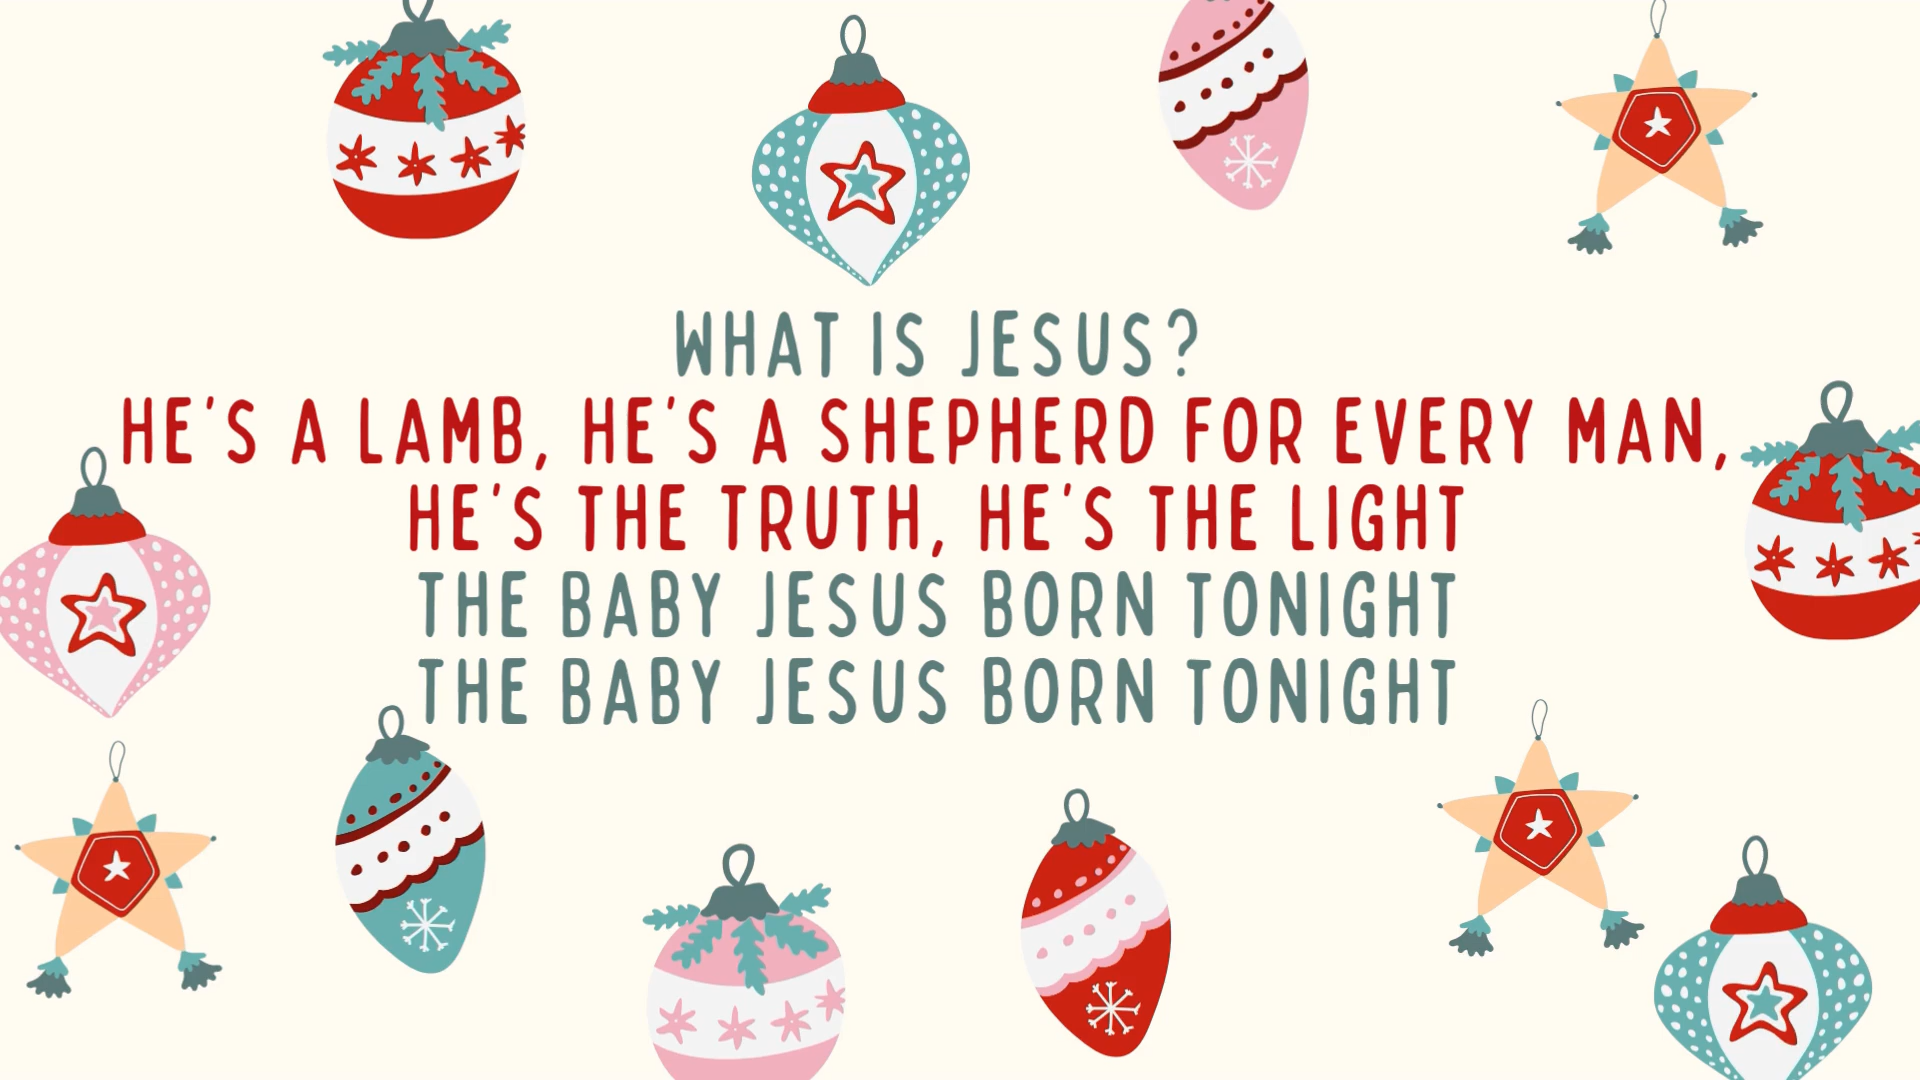 WHAT IS JESUS?
HE'S A LAMB, HE'S A SHEPHERD FOR EVERY MAN,
HE'S THE TRUTH, HE'S THE LIGHT
THE BABY JESUS BORN TONIGHT
THE BABY JESUS BORN TONIGHT